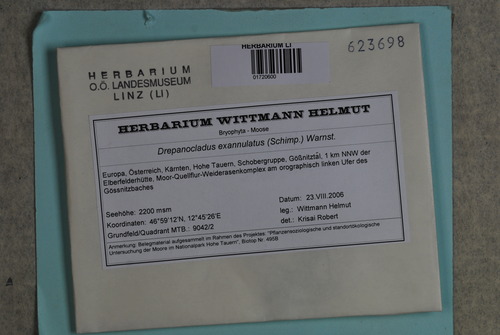 HERBARIUM LI
01720600
623698
HERBARIUM
O.Ö. LANDESMUSEUM
LINZ (LI)
HERBARIUM WITTMANN HELMUT
Bryophyta - Moose
Drepanocladus exannulatus (Schimp.) Warnst.
Europa, Österreich, Kärnten, Hohe Tauern, Schobergruppe, Gößnitztal, 1 km NNW der
Elberfelderhütte, Moor-Quellflur-Weiderasenkomplex am orographisch linken Ufer des
Gössnitzbaches
Seehöhe: 2200 msm
Koordinaten: 46°59'12'N, 12°45'26'E
Grundfeld/Quadrant MTB.: 9042/2
Datum: 23.VIII.2006
leg.: Wittmann Helmut
det.: Krisai Robert
Anmerkung: Belegmaterial aufgesammelt im Rahmen des Projektes: "Pflanzensoziologische und standortökologische
Untersuchung der Moore im Nationalpark Hohe Tauern", Biotop Nr. 495B